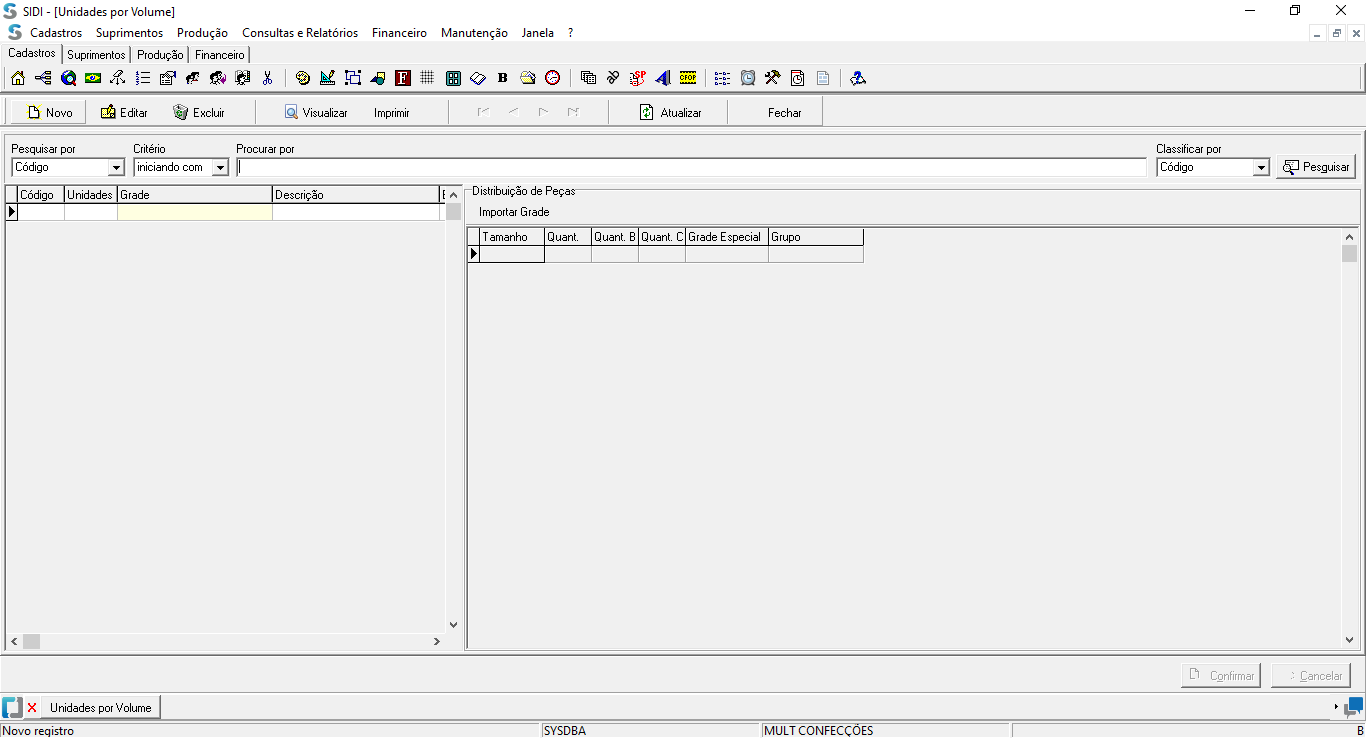 SIDI - [Unidades por Volume]
Cadastros Suprimentos Produção Consultas e Relatórios Financeiro Manutenção Janela ?
Cadastros Suprimentos Produção Financeiro
F B SP CFOP
Novo Editar Excluir Visualizar Imprimir Atualizar Fechar
Pesquisar por Critério Procurar por Classificar por
Código iniciando com Código Pesquisar
Código Unidades Grade Descrição
Distribuição de Peças
Importar Grade
Tamanho Quant. Quant. B Quant. C Grade Especial Grupo
Confirmar Cancelar
Unidades por Volume
Novo registro SYSDBA MULT CONFECÇÕES B